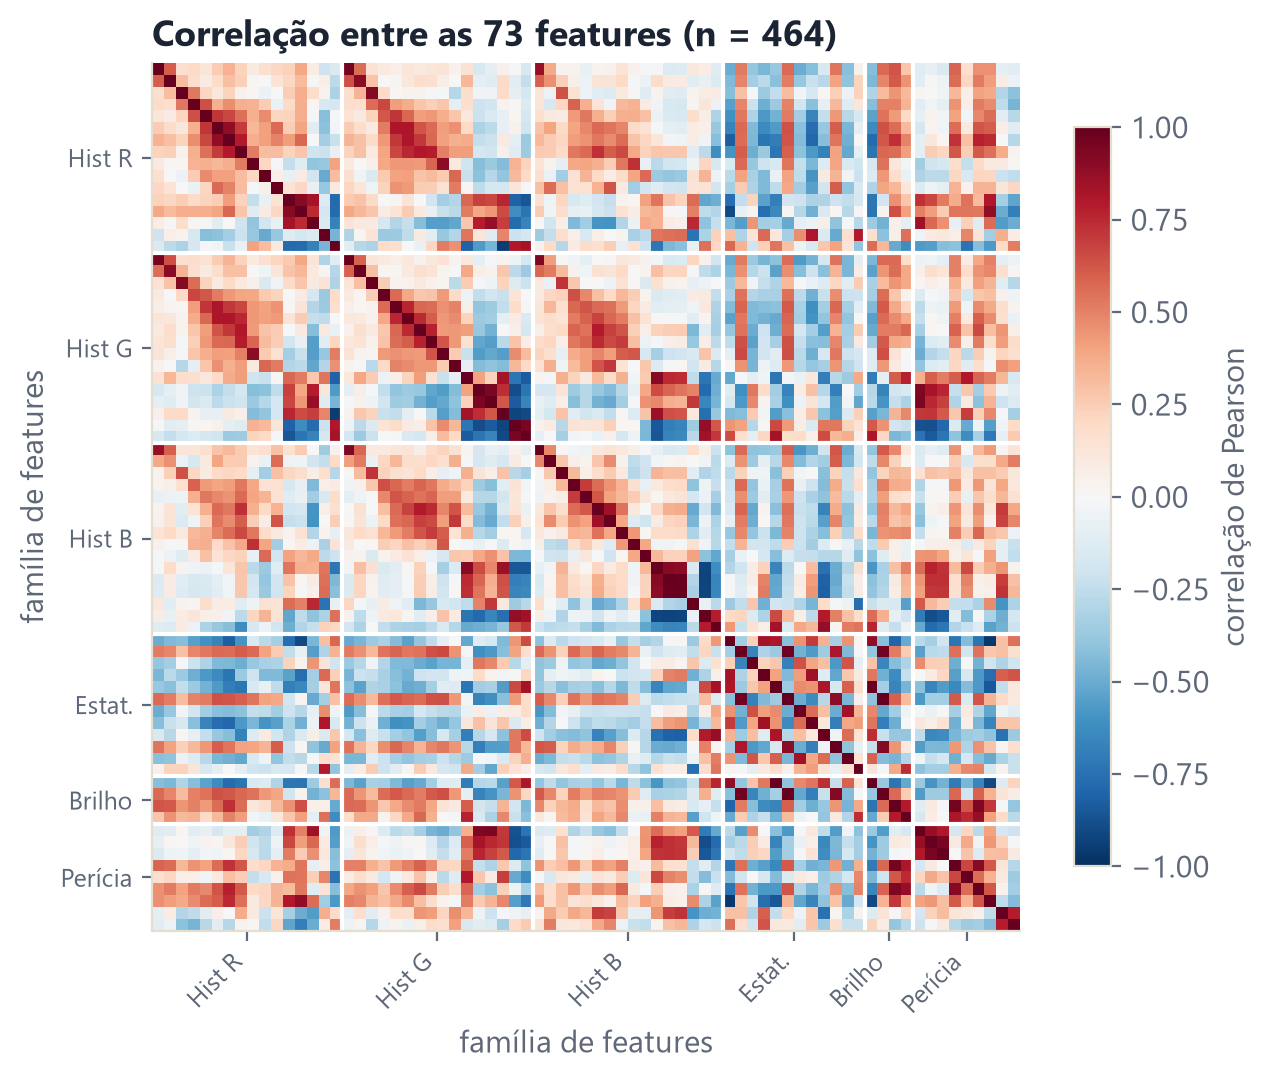 Correlação entre as 73 features (n = 464)
Hist R
Hist G
Hist B
Estat.
Brilho
Perícia
família de features
Hist R
Hist G
Hist B
Estat.
Brilho
Perícia
família de features
1.00
0.75
0.50
0.25
0.00
−0.25
−0.50
−0.75
−1.00
correlação de Pearson